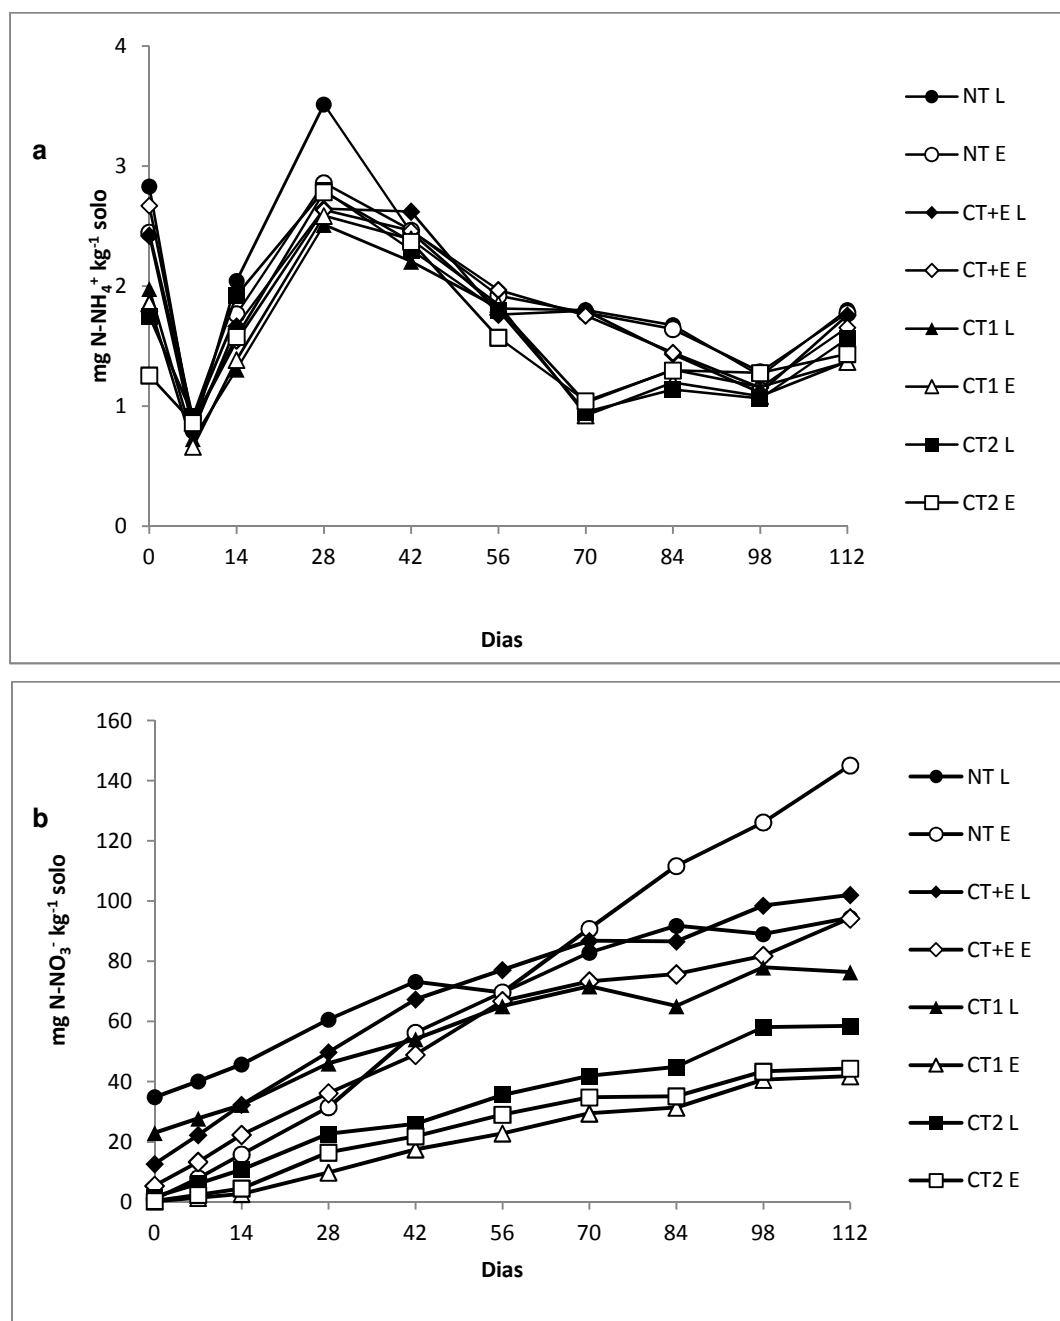 a
mg N-NH₄⁺ kg⁻¹ solo
4
3
2
1
0
0 14 28 42 56 70 84 98 112
Dias
NT L
NT E
CT+E L
CT+E E
CT1 L
CT1 E
CT2 L
CT2 E
b
mg N-NO₃⁻ kg⁻¹ solo
160
140
120
100
80
60
40
20
0
0 14 28 42 56 70 84 98 112
Dias
NT L
NT E
CT+E L
CT+E E
CT1 L
CT1 E
CT2 L
CT2 E